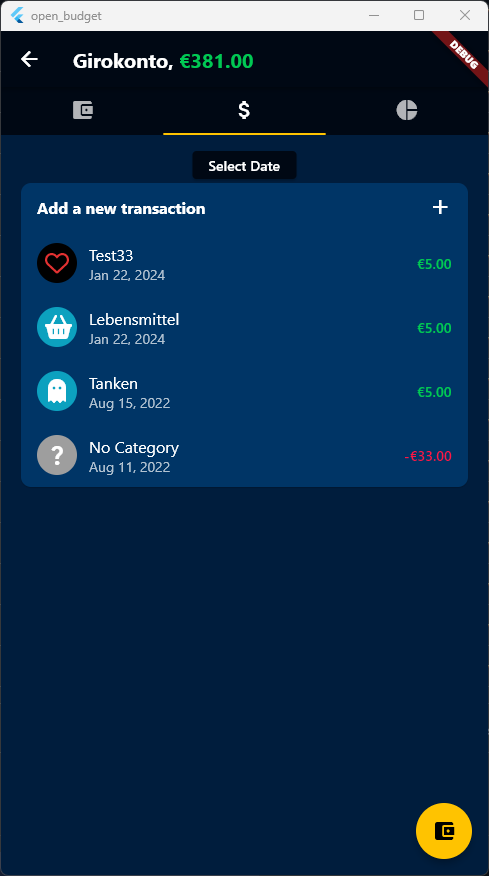 open_budget
DEBUG
Girokonto, €381.00
Select Date
Add a new transaction
Test33
Jan 22, 2024
€5.00
Lebensmittel
Jan 22, 2024
€5.00
Tanken
Aug 15, 2022
€5.00
No Category
Aug 11, 2022
-€33.00